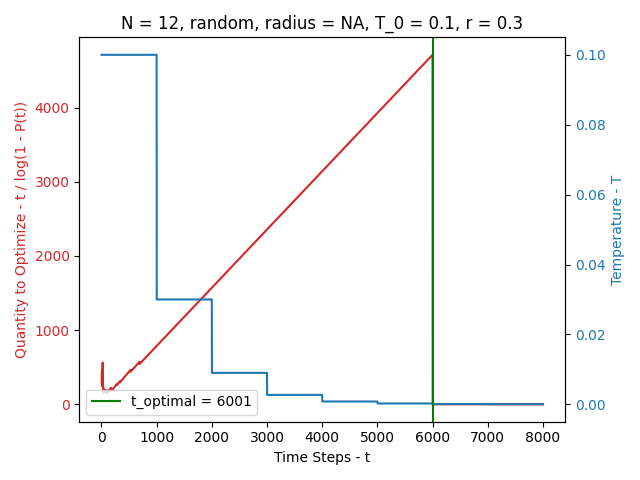 N = 12, random, radius = NA, T_0 = 0.1, r = 0.3
Quantity to Optimize - t / log(1 - P(t))
4000
3000
2000
1000
0
0.10
0.08
0.06
0.04
0.02
0.00
Temperature - T
t_optimal = 6001
0 1000 2000 3000 4000 5000 6000 7000 8000
Time Steps - t